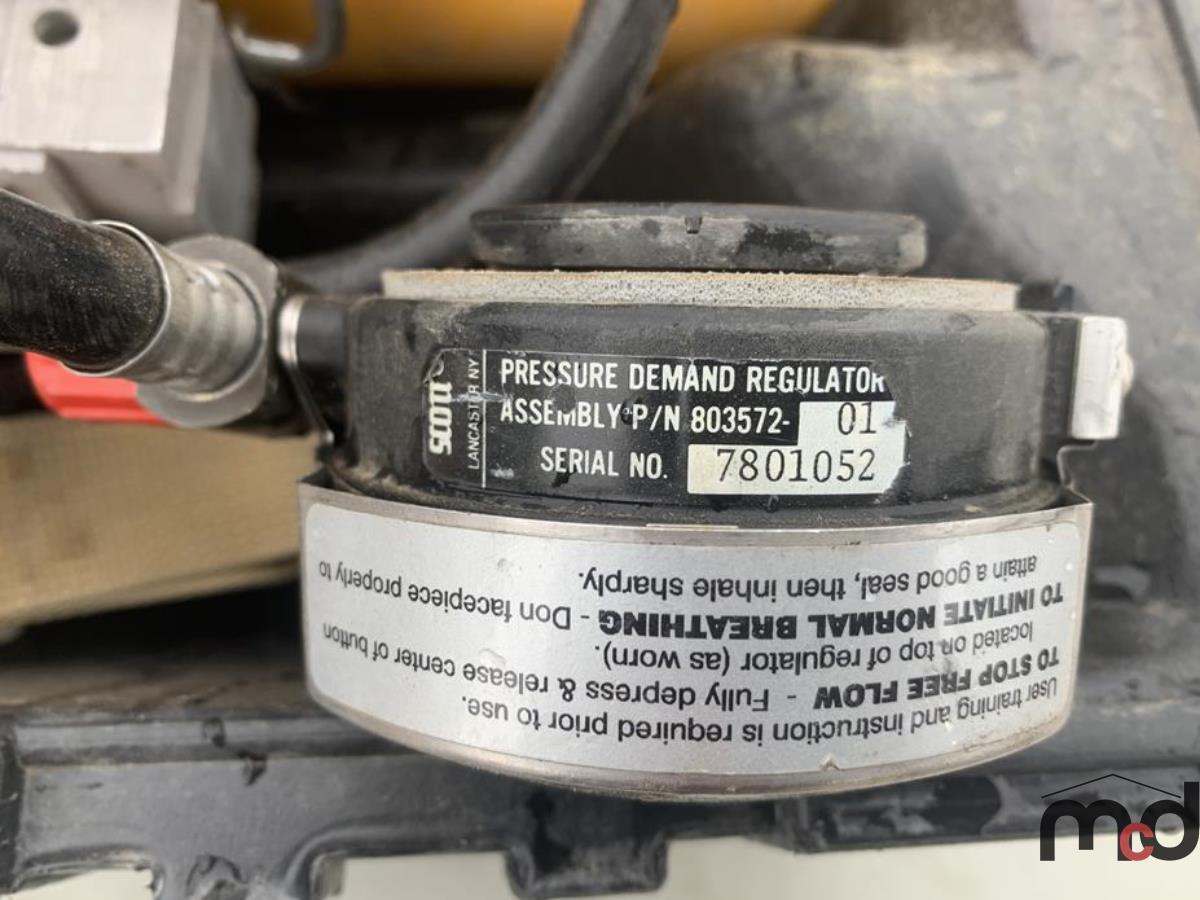 SCOTT
LANCASTER NY
PRESSURE DEMAND REGULATOR
ASSEMBLY P/N 803572- 01
SERIAL NO. 7801052
User training and instruction is required prior to use.
TO STOP FREE FLOW - Fully depress & release center of button
located on top of regulator (as worn).
TO INITIATE NORMAL BREATHING - Don facepiece properly to
attain a good seal, then inhale sharply.
mcd